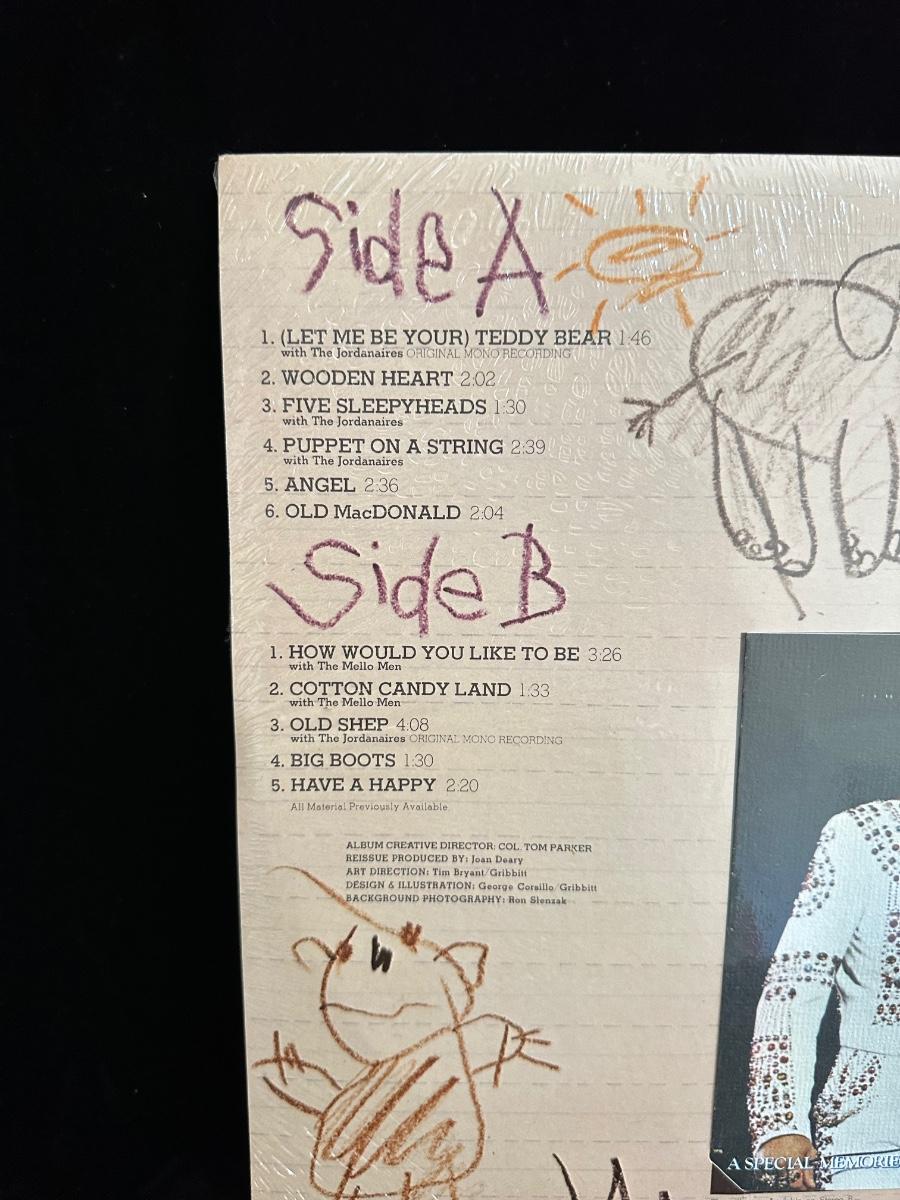 Side A
1. (LET ME BE YOUR) TEDDY BEAR 1:46
with The Jordanaires ORIGINAL MONO RECORDING
2. WOODEN HEART 2:02
3. FIVE SLEEPYHEADS 1:30
with The Jordanaires
4. PUPPET ON A STRING 2:39
with The Jordanaires
5. ANGEL 2:36
6. OLD MacDONALD 2:04
Side B
1. HOW WOULD YOU LIKE TO BE 3:26
with The Mello Men
2. COTTON CANDY LAND 1:33
with The Mello Men
3. OLD SHEP 4:08
with The Jordanaires ORIGINAL MONO RECORDING
4. BIG BOOTS 1:30
5. HAVE A HAPPY 2:20
All Material Previously Available
ALBUM CREATIVE DIRECTOR: COL. TOM PARKER
REISSUE PRODUCED BY: Joan Deary
ART DIRECTION: Tim Bryant/Gribbitt
DESIGN & ILLUSTRATION: George Corsillo/Gribbitt
BACKGROUND PHOTOGRAPHY: Ron Slenzak
A SPECIAL MEMORIE